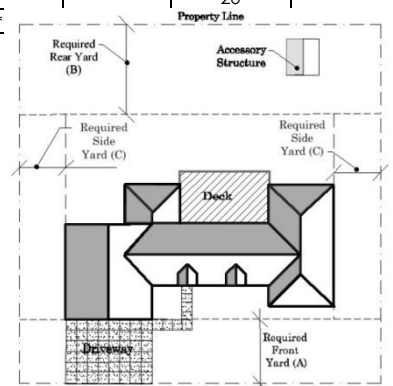 20
Property Line
Required
Rear Yard
(B)
Accessory
Structure
Required
Side
Yard (C)
Required
Side
Yard (C)
Deck
Driveway
Required
Front
Yard (A)